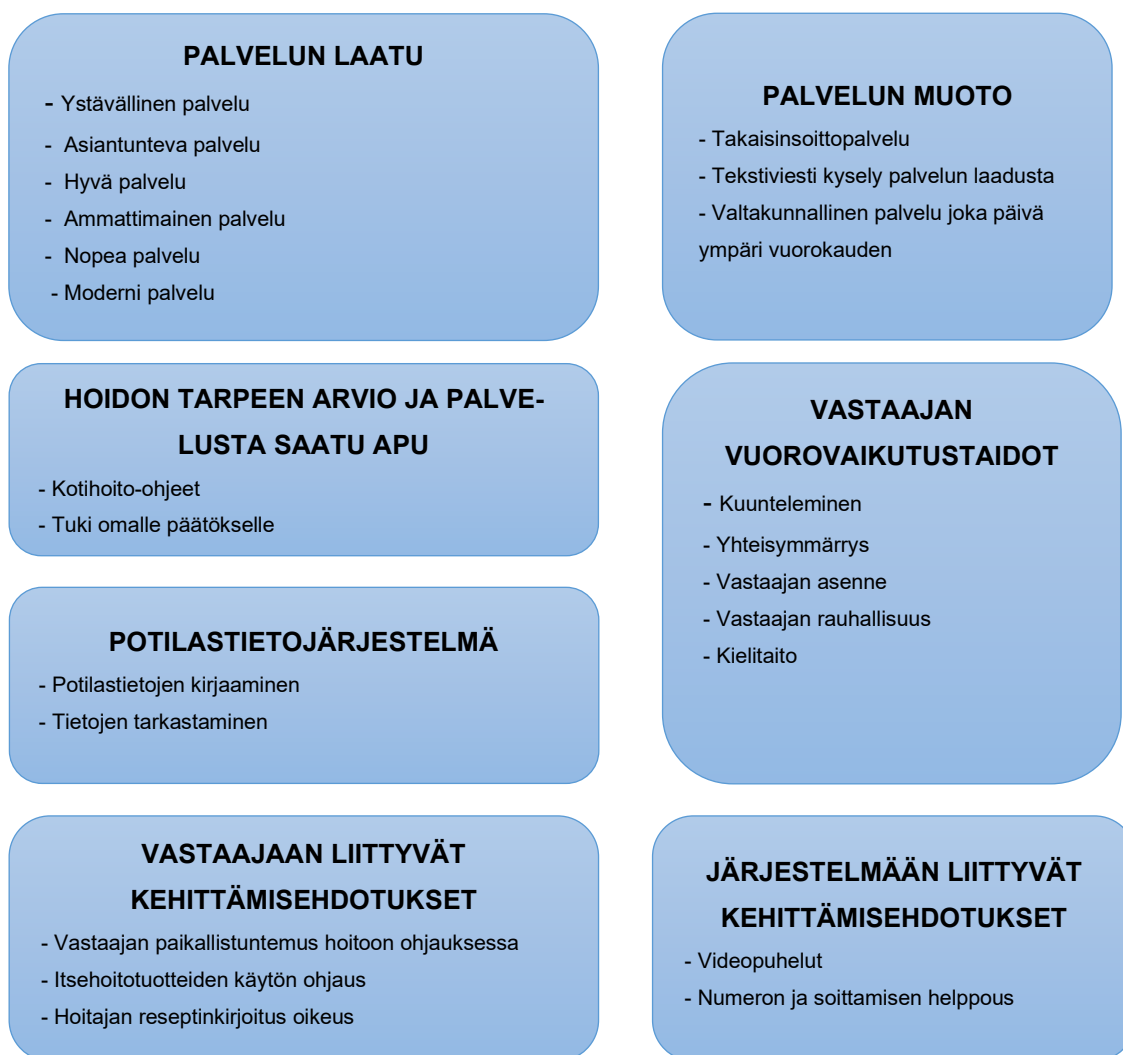 PALVELUN LAATU
- Ystävällinen palvelu
- Asiantunteva palvelu
- Hyvä palvelu
- Ammattimainen palvelu
- Nopea palvelu
- Moderni palvelu
PALVELUN MUOTO
- Takaisinsoittopalvelu
- Tekstiviesti kysely palvelun laadusta
- Valtakunnallinen palvelu joka päivä
ympäri vuorokauden
HOIDON TARPEEN ARVIO JA PALVE-
LUSTA SAATU APU
- Kotihoito-ohjeet
- Tuki omalle päätökselle
VASTAAJAN
VUOROVAIKUTUSTAIDOT
- Kuunteleminen
- Yhteisymmärrys
- Vastaajan asenne
- Vastaajan rauhallisuus
- Kielitaito
POTILASTIETOJÄRJESTELMÄ
- Potilastietojen kirjaaminen
- Tietojen tarkastaminen
VASTAAJAAN LIITTYVÄT
KEHITTÄMISEHDOTUKSET
- Vastaajan paikallistuntemus hoitoon ohjauksessa
- Itsehoitotuotteiden käytön ohjaus
- Hoitajan reseptinkirjoitus oikeus
JÄRJESTELMÄÄN LIITTYVÄT
KEHITTÄMISEHDOTUKSET
- Videopuhelut
- Numeron ja soittamisen helppous